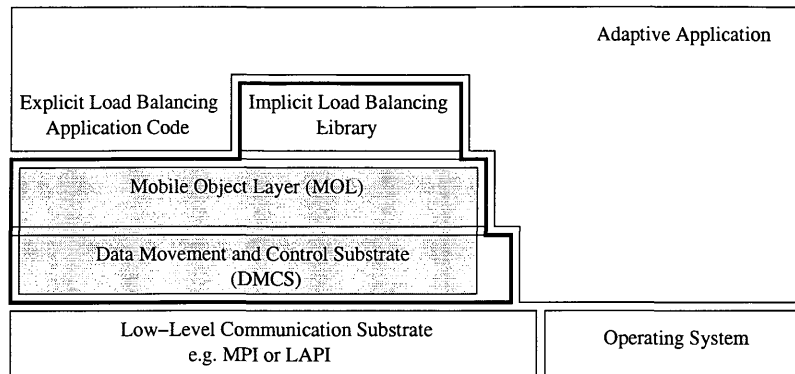 Adaptive Application
Explicit Load Balancing
Application Code
Implicit Load Balancing
Library
Mobile Object Layer (MOL)
Data Movement and Control Substrate
(DMCS)
Low-Level Communication Substrate
e.g. MPI or LAPI
Operating System